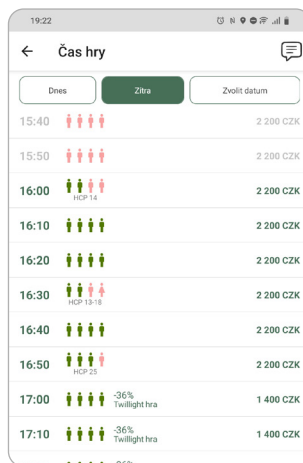 19:22
Čas hry
Dnes
Zítra
Zvolit datum
15:40 2 200 CZK
15:50 2 200 CZK
16:00 2 200 CZK
HCP 14
16:10 2 200 CZK
16:20 2 200 CZK
16:30 2 200 CZK
HCP 13-18
16:40 2 200 CZK
16:50 2 200 CZK
HCP 25
17:00 -36% 1 400 CZK
Twillight hra
17:10 -36% 1 400 CZK
Twillight hra